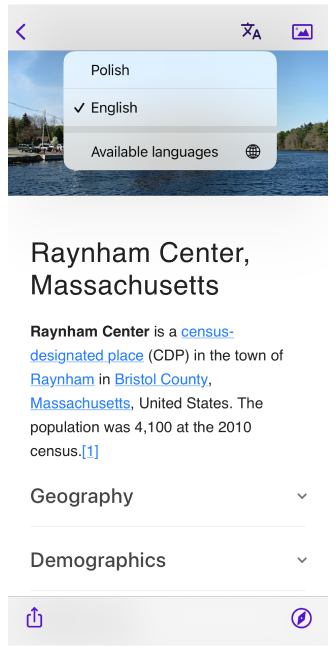 Polish
✓ English
Available languages
Raynham Center,
Massachusetts
Raynham Center is a census-
designated place (CDP) in the town of
Raynham in Bristol County,
Massachusetts, United States. The
population was 4,100 at the 2010
census.[1]
Geography
Demographics